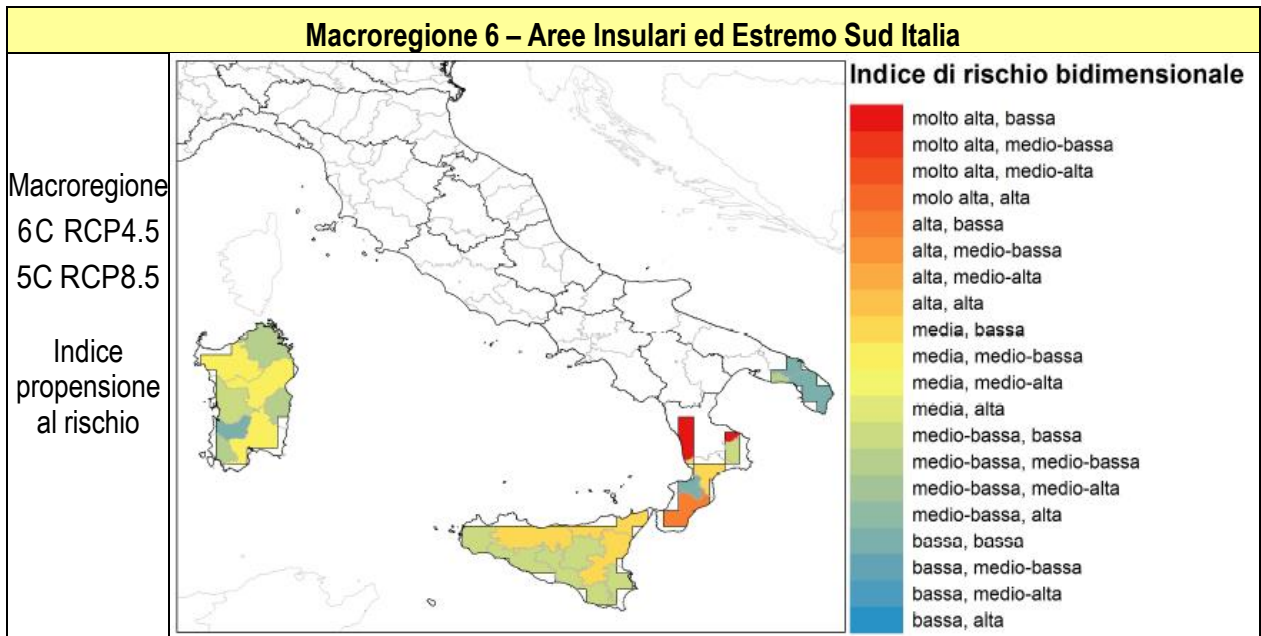 Macroregione 6 – Aree Insulari ed Estremo Sud Italia
Macroregione
6C RCP4.5
5C RCP8.5
Indice
propensione
al rischio
Indice di rischio bidimensionale
molto alta, bassa
molto alta, medio-bassa
molto alta, medio-alta
molo alta, alta
alta, bassa
alta, medio-bassa
alta, medio-alta
alta, alta
media, bassa
media, medio-bassa
media, medio-alta
media, alta
medio-bassa, bassa
medio-bassa, medio-bassa
medio-bassa, medio-alta
medio-bassa, alta
bassa, bassa
bassa, medio-bassa
bassa, medio-alta
bassa, alta